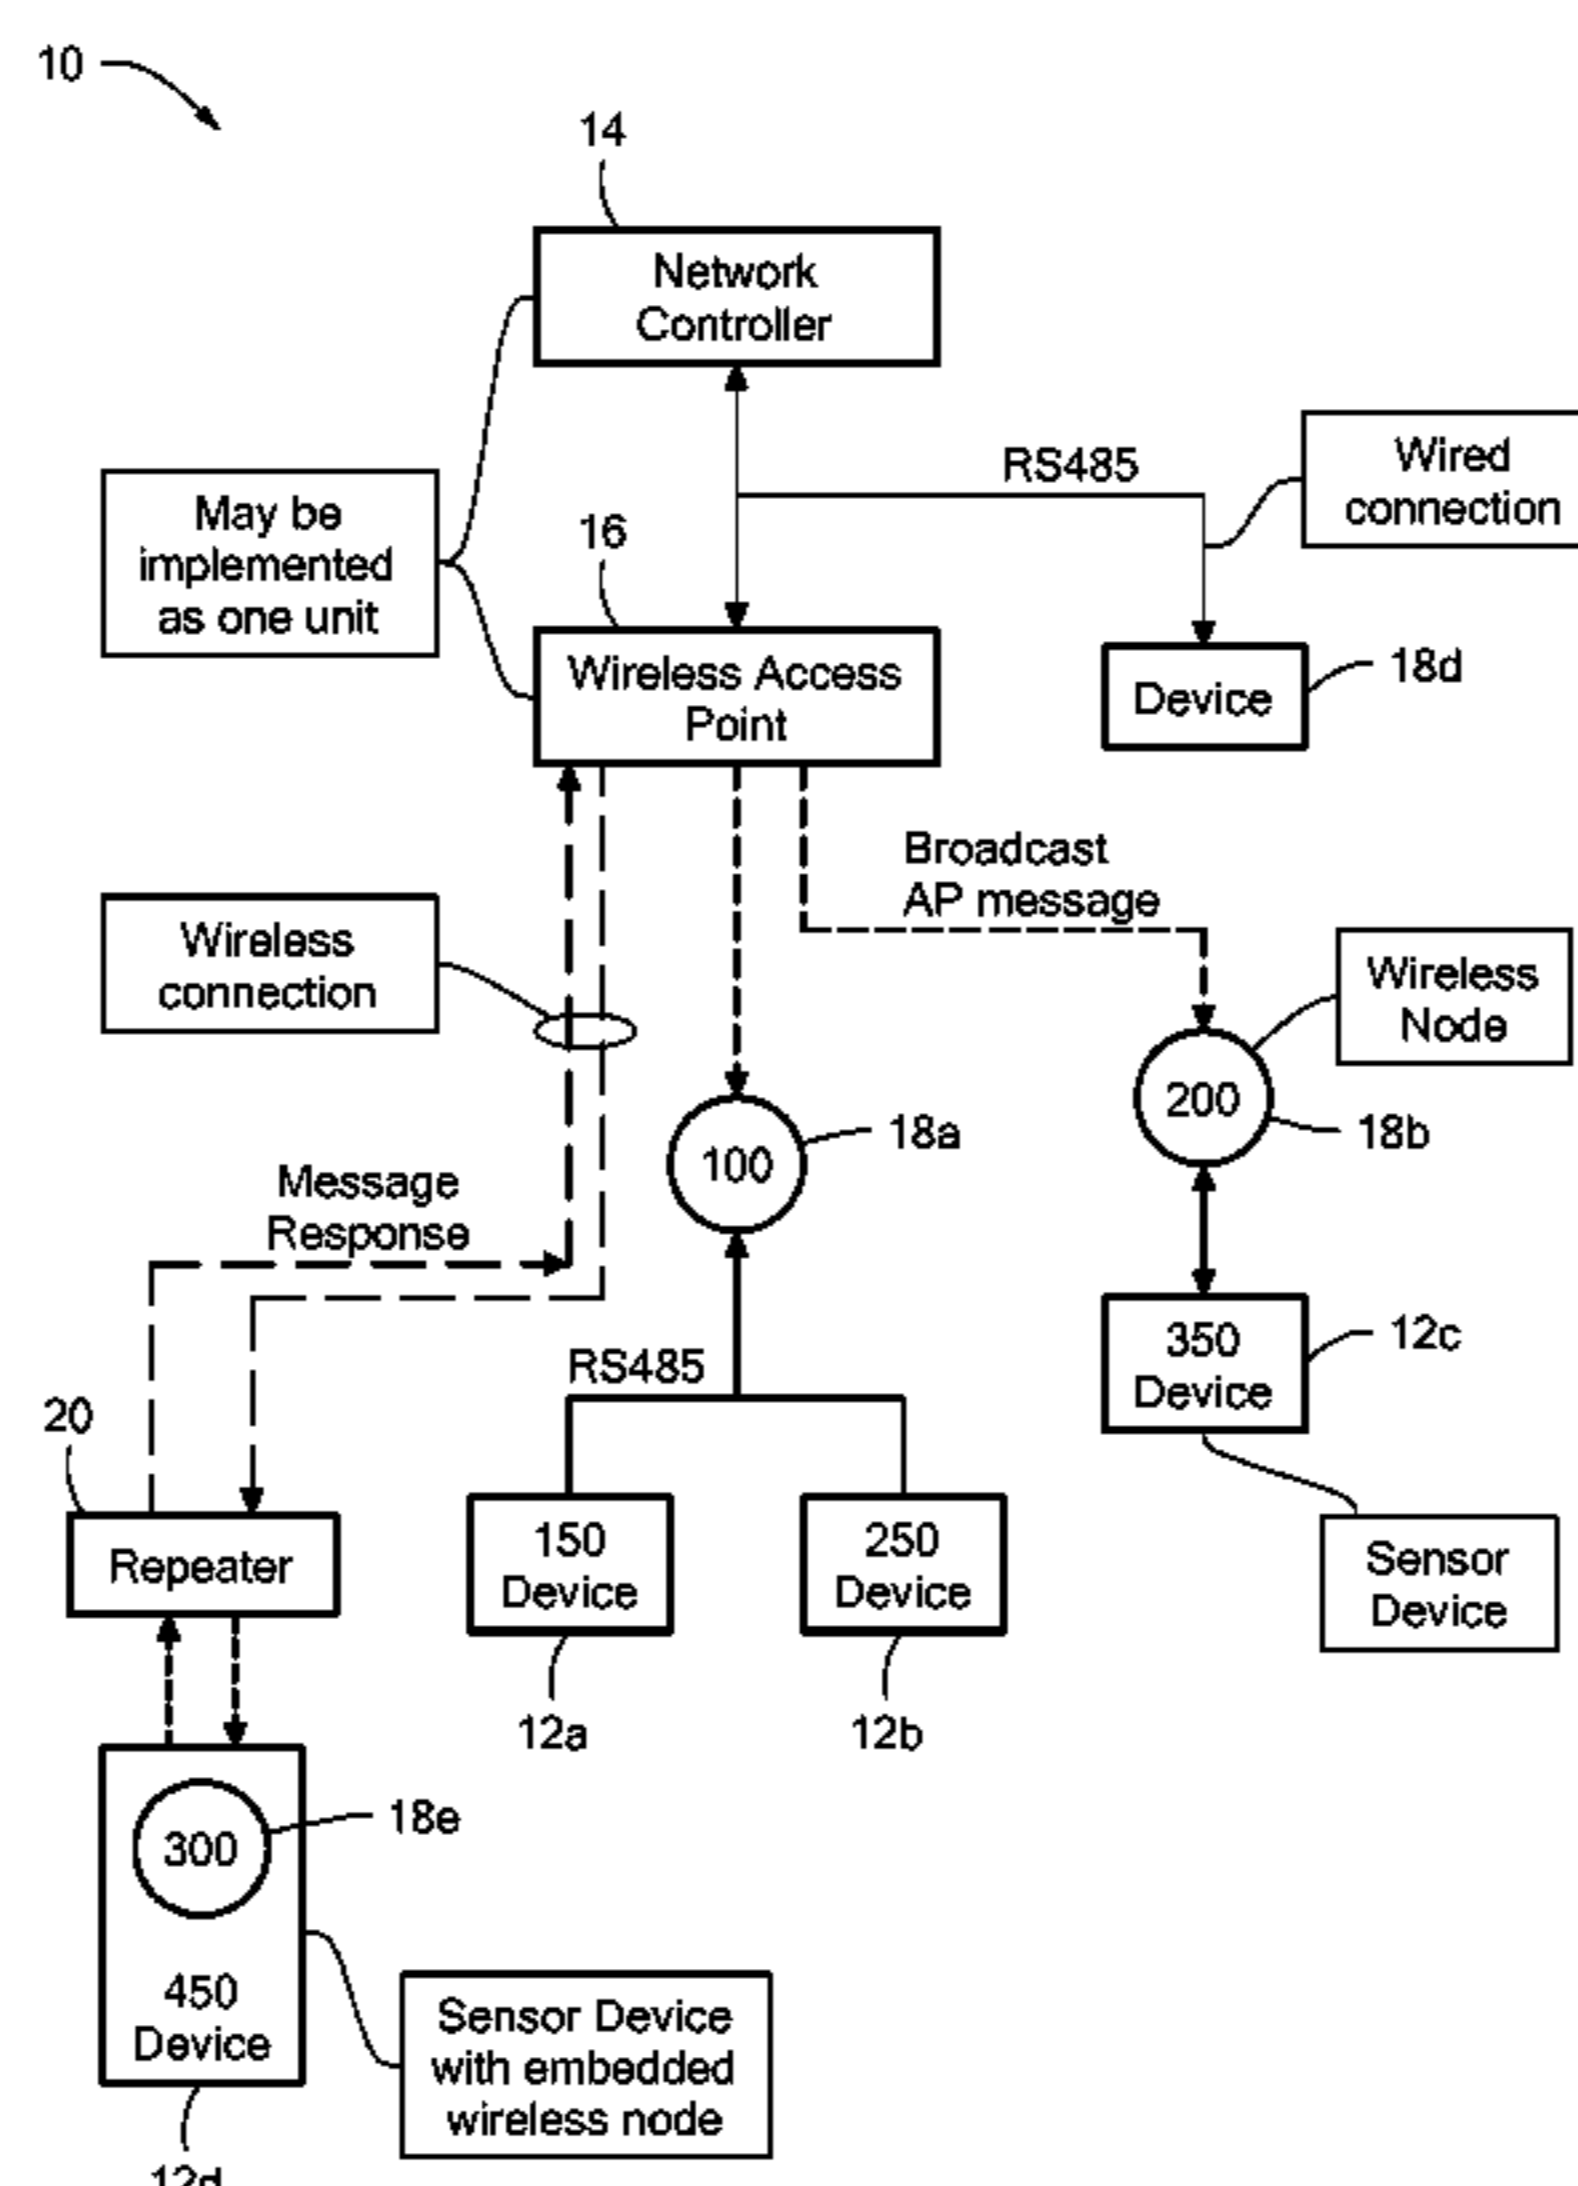 10
14
Network
Controller
RS485
Wired
connection
May be
implemented
as one unit
16
Wireless Access
Point
Device
18d
Broadcast
AP message
Wireless
connection
Wireless
Node
200
18b
100
18a
Message
Response
350
Device
12c
RS485
20
Repeater
150
Device
250
Device
Sensor
Device
12a
12b
300
18e
450
Device
Sensor Device
with embedded
wireless node
12d